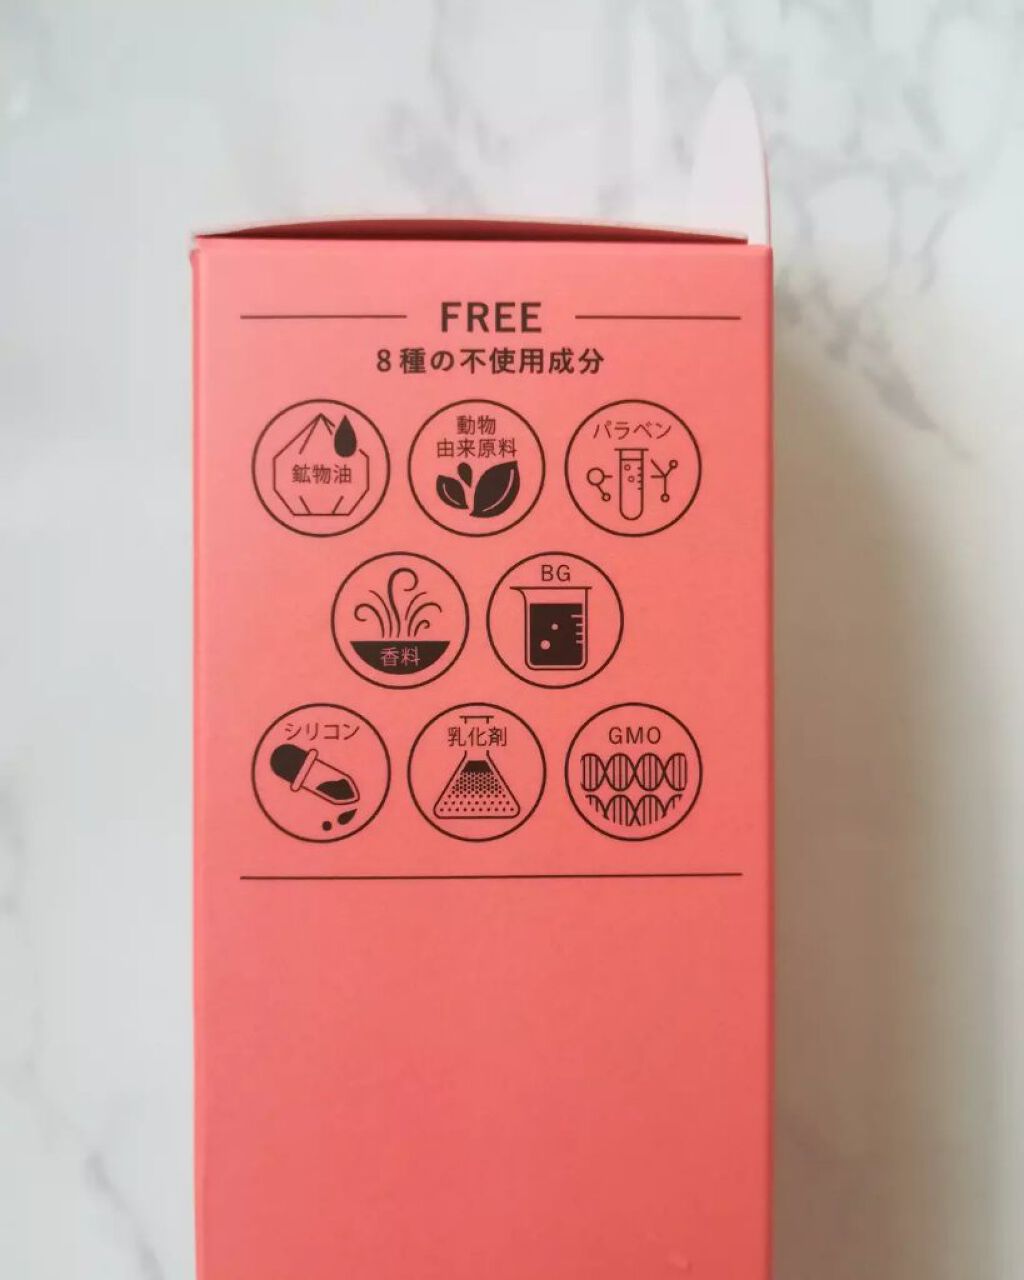 FREE
8種の不使用成分
鉱物油
動物
由来原料
パラベン
香料
BG
シリコン
乳化剤
GMO